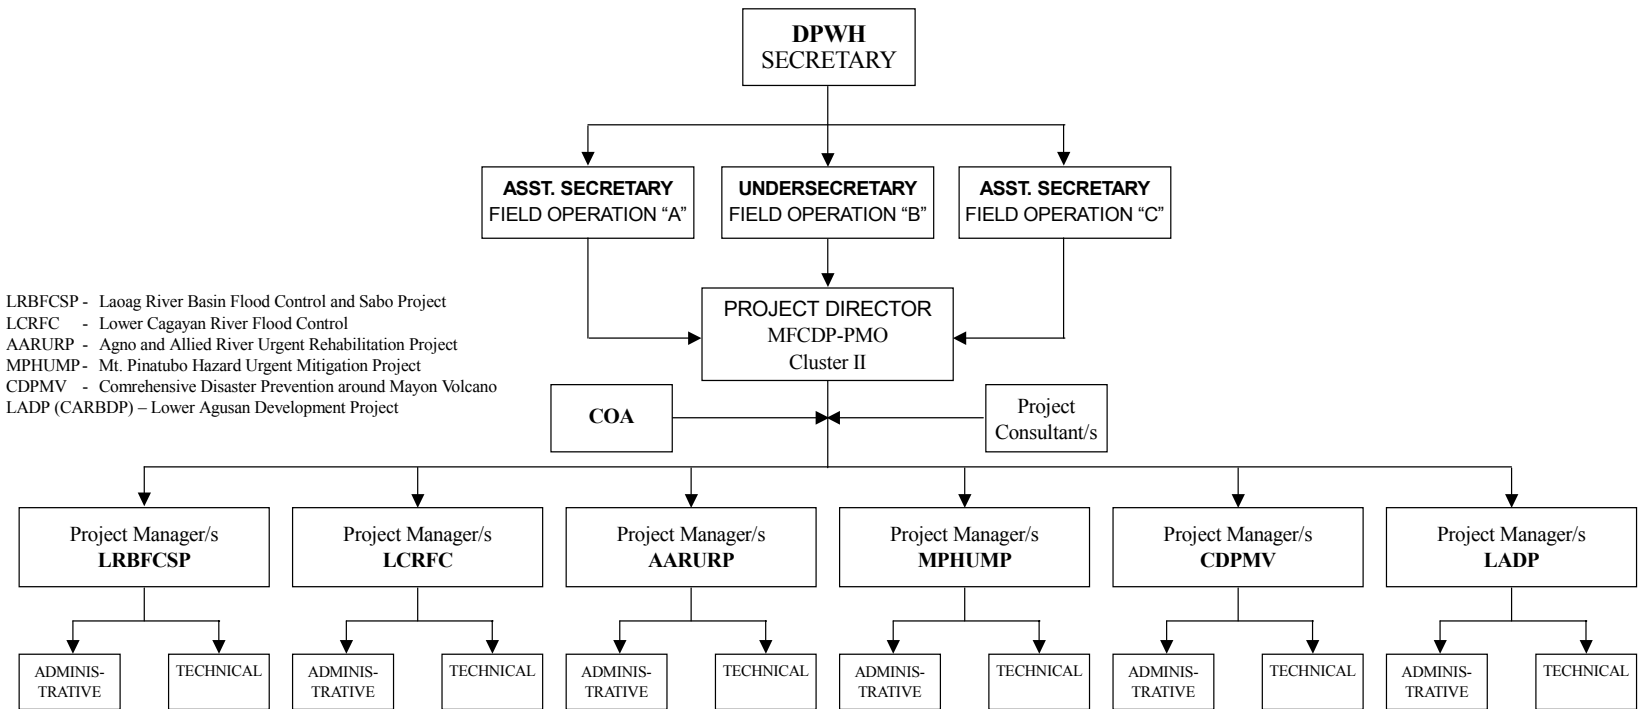 DPWH
SECRETARY
ASST. SECRETARY
FIELD OPERATION “A”
UNDERSECRETARY
FIELD OPERATION “B”
ASST. SECRETARY
FIELD OPERATION “C”
LRBFCSP - Laoag River Basin Flood Control and Sabo Project
LCRFC - Lower Cagayan River Flood Control
AARURP - Agno and Allied River Urgent Rehabilitation Project
MPHUMP - Mt. Pinatubo Hazard Urgent Mitigation Project
CDPMV - Comrehensive Disaster Prevention around Mayon Volcano
LADP (CARBDP) – Lower Agusan Development Project
PROJECT DIRECTOR
MFCDP-PMO
Cluster II
COA
Project
Consultant/s
Project Manager/s
LRBFCSP
Project Manager/s
LCRFC
Project Manager/s
AARURP
Project Manager/s
MPHUMP
Project Manager/s
CDPMV
Project Manager/s
LADP
ADMINIS-
TRATIVE
TECHNICAL
ADMINIS-
TRATIVE
TECHNICAL
ADMINIS-
TRATIVE
TECHNICAL
ADMINIS-
TRATIVE
TECHNICAL
ADMINIS-
TRATIVE
TECHNICAL
ADMINIS-
TRATIVE
TECHNICAL